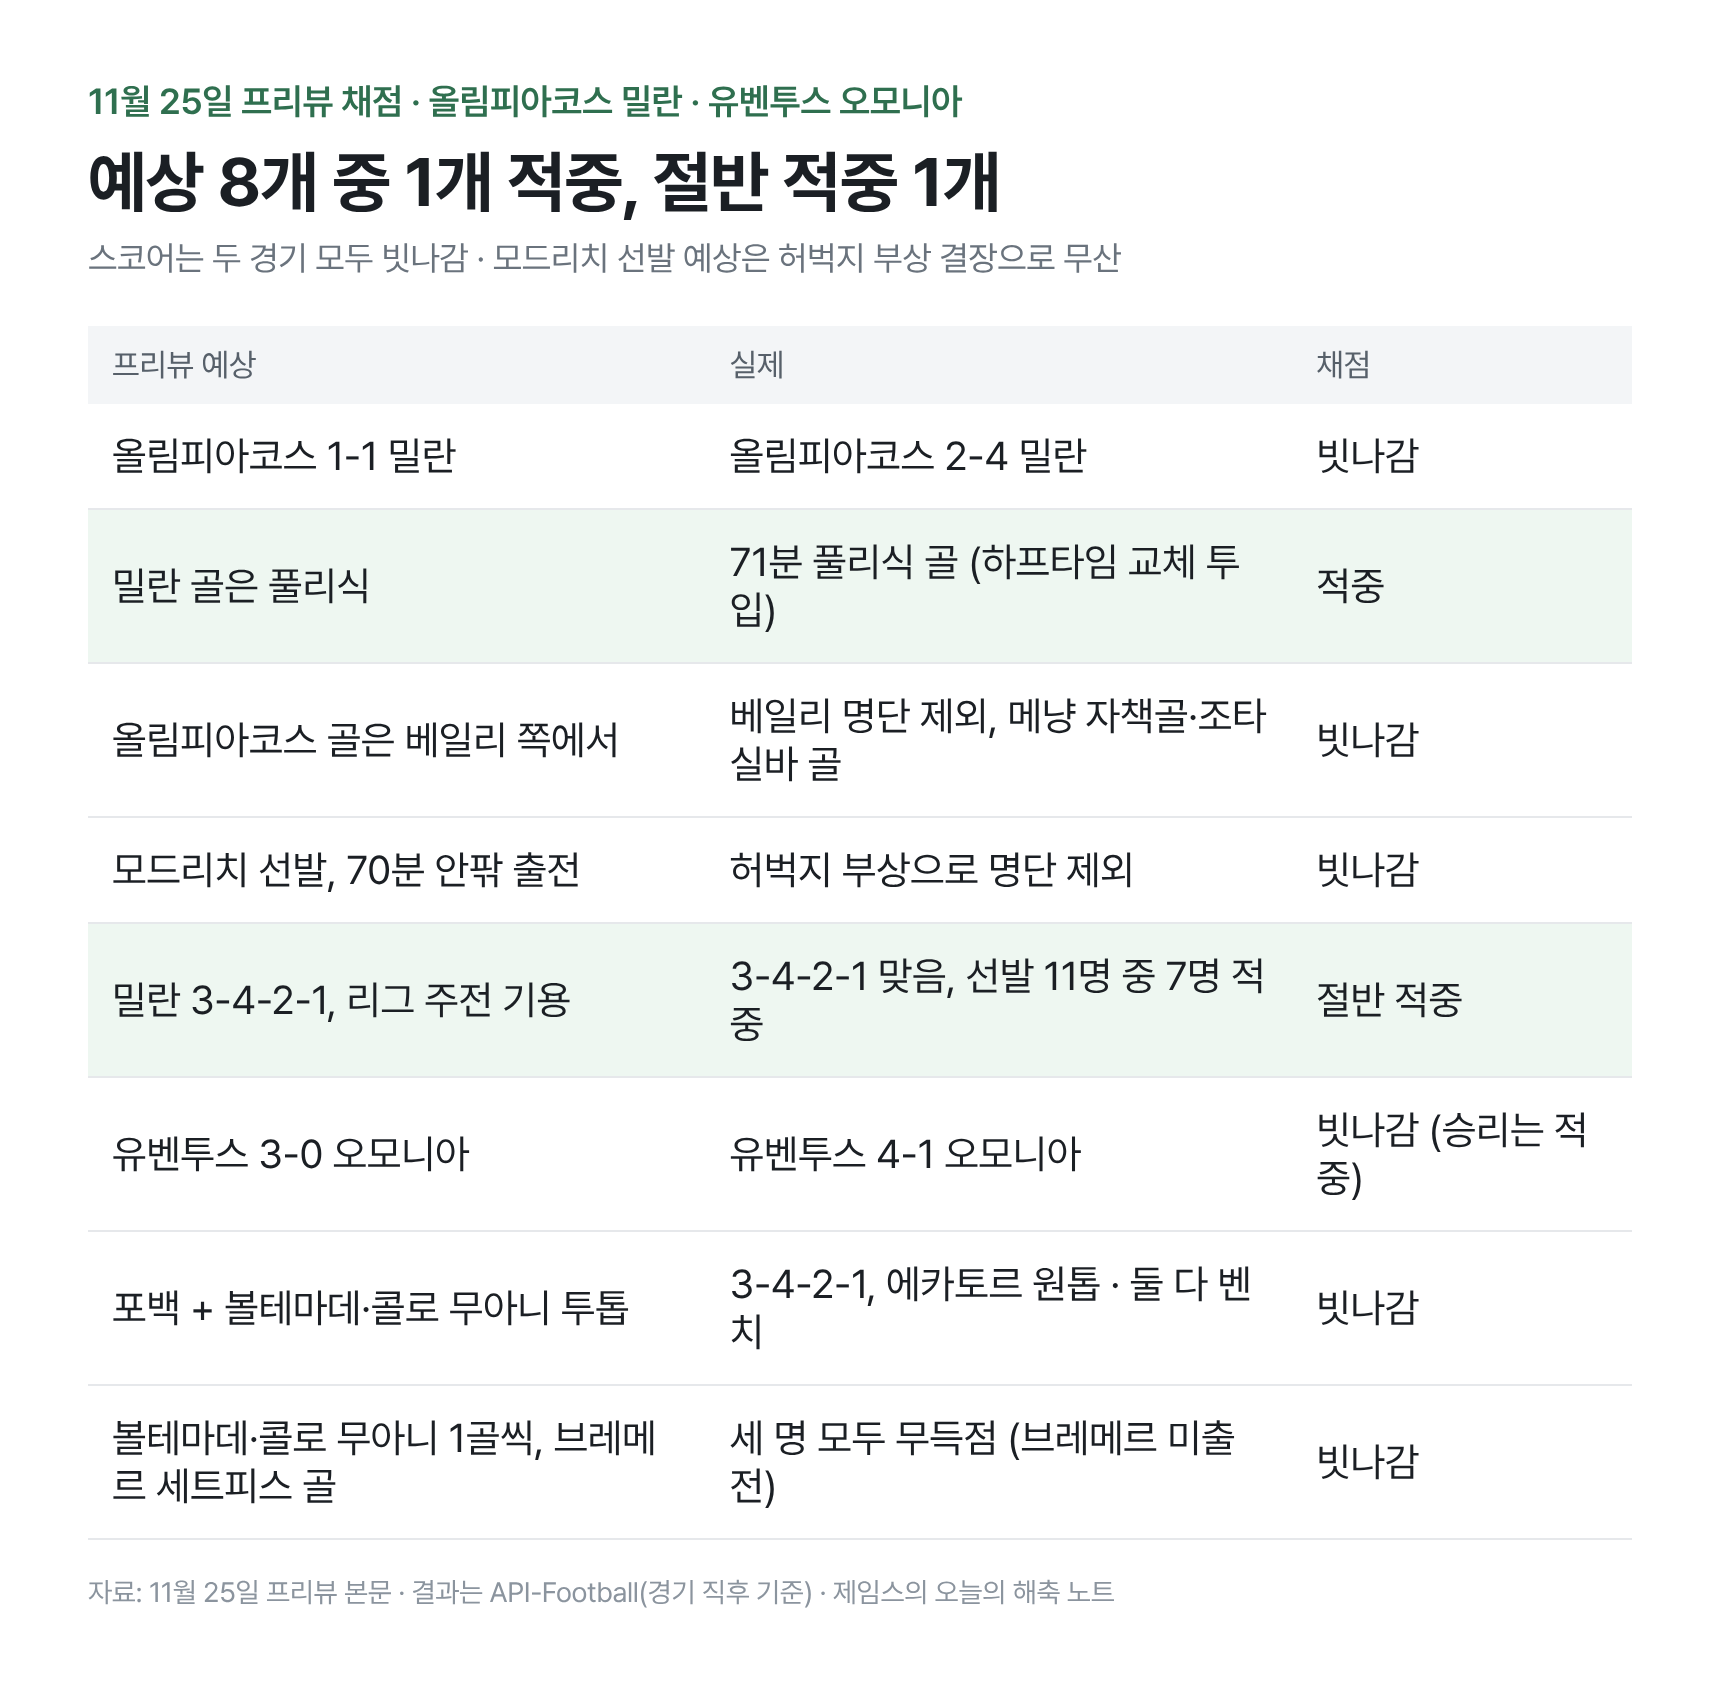 11월 25일 프리뷰 채점 · 올림피아코스 밀란 · 유벤투스 오모니아
예상 8개 중 1개 적중, 절반 적중 1개
스코어는 두 경기 모두 빗나감 · 모드리치 선발 예상은 허벅지 부상 결장으로 무산
프리뷰 예상 실제 채점
올림피아코스 1-1 밀란 올림피아코스 2-4 밀란 빗나감
밀란 골은 풀리식 71분 풀리식 골 (하프타임 교체 투
입) 적중
올림피아코스 골은 베일리 쪽에서 베일리 명단 제외, 메냥 자책골·조타
실바 골 빗나감
모드리치 선발, 70분 안팎 출전 허벅지 부상으로 명단 제외 빗나감
밀란 3-4-2-1, 리그 주전 기용 3-4-2-1 맞음, 선발 11명 중 7명 적
중 절반 적중
유벤투스 3-0 오모니아 유벤투스 4-1 오모니아 빗나감 (승리는 적
중)
포백 + 볼테마데·콜로 무아니 투톱 3-4-2-1, 에카토르 원톱 · 둘 다 벤
치 빗나감
볼테마데·콜로 무아니 1골씩, 브레메
르 세트피스 골 세 명 모두 무득점 (브레메르 미출
전) 빗나감
자료: 11월 25일 프리뷰 본문 · 결과는 API-Football(경기 직후 기준) · 제임스의 오늘의 해축 노트